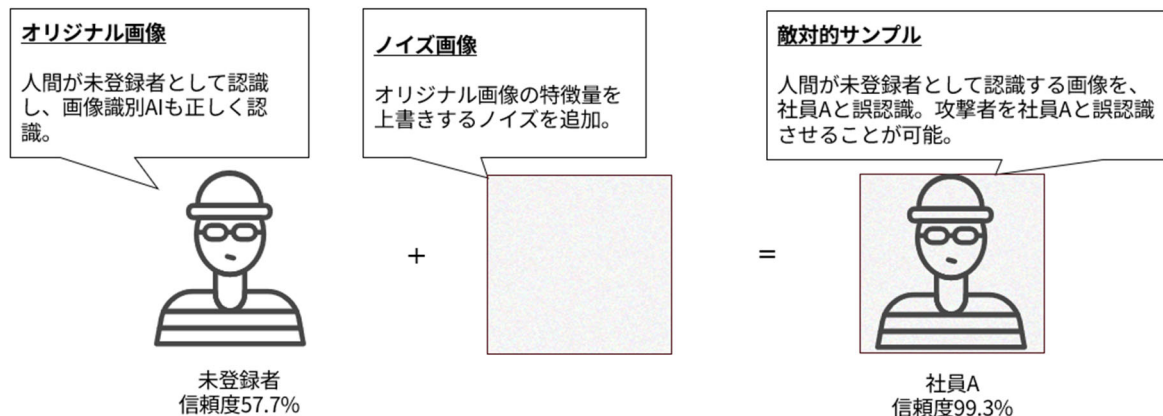 オリジナル画像
人間が未登録者として認識
し、画像識別AIも正しく認
識。
ノイズ画像
オリジナル画像の特徴量を
上書きするノイズを追加。
敵対的サンプル
人間が未登録者として認識する画像を、
社員Aと誤認識。攻撃者を社員Aと誤認識
させることが可能。
+
=
未登録者
信頼度57.7%
社員A
信頼度99.3%